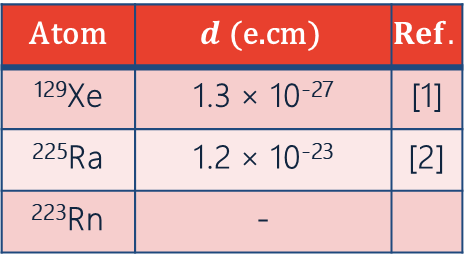 Atom d (e.cm) Ref.
¹²⁹Xe 1.3 × 10⁻²⁷ [1]
²²⁵Ra 1.2 × 10⁻²³ [2]
²²³Rn -